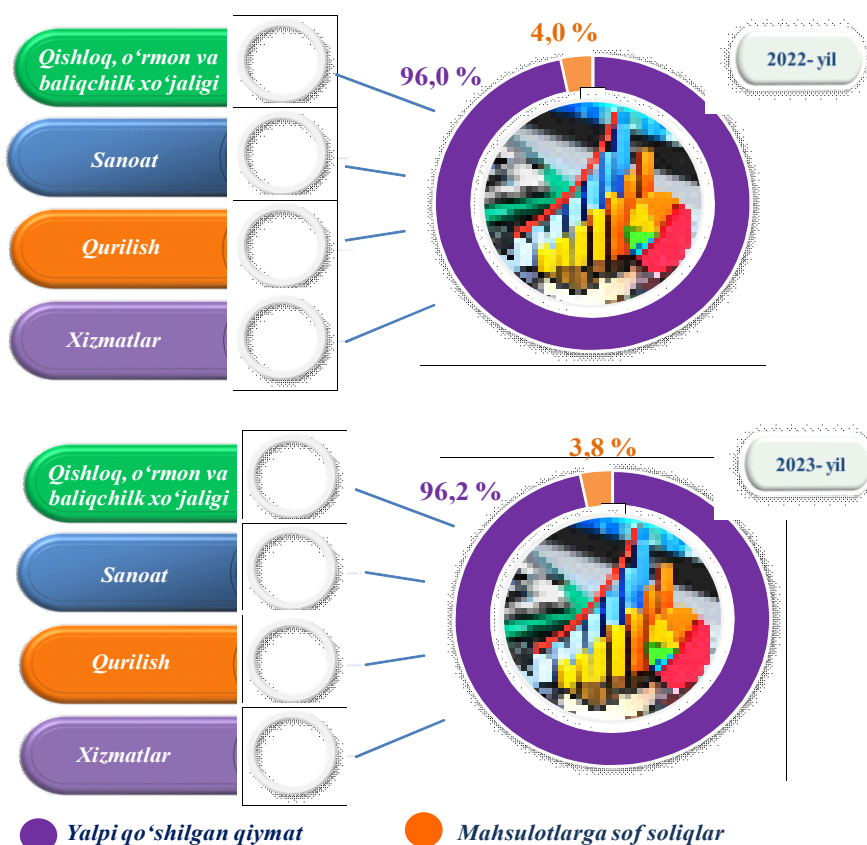 4,0 %
2022- yil
Qishloq, o‘rmon va
baliqchilk xo‘jaligi
96,0 %
Sanoat
Qurilish
Xizmatlar
3,8 %
2023- yil
Qishloq, o‘rmon va
baliqchilk xo‘jaligi
96,2 %
Sanoat
Qurilish
Xizmatlar
Yalpi qo‘shilgan qiymat
Mahsulotlarga sof soliqlar